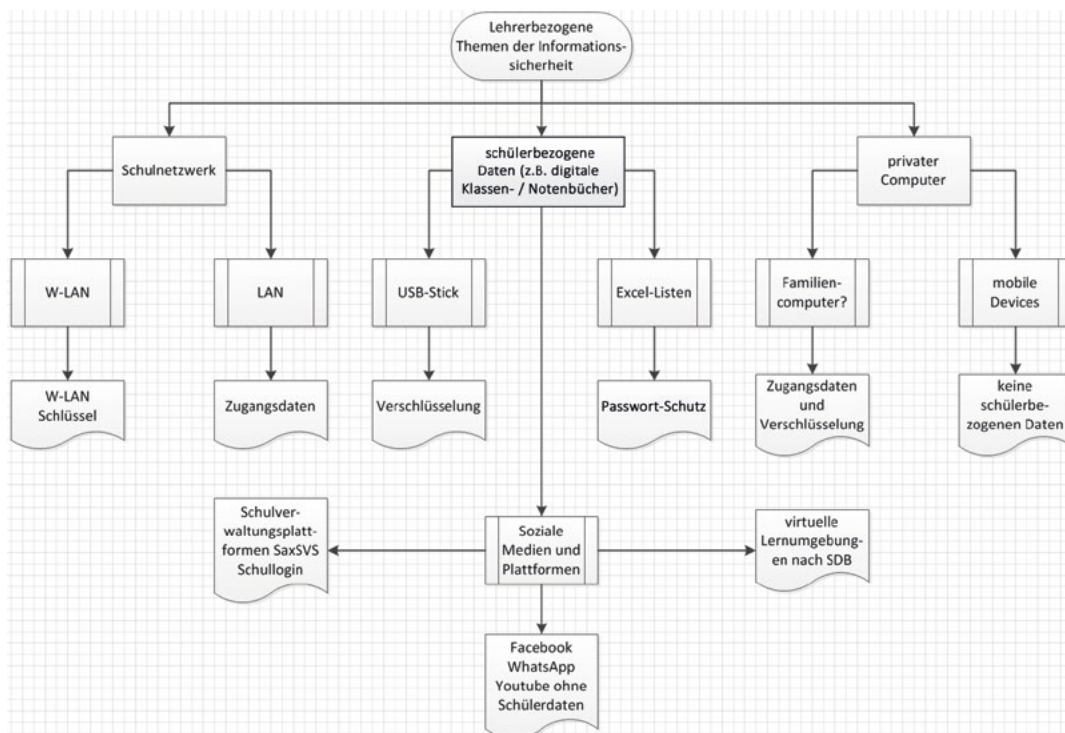 Lehrerbezogene
Themen der Informations-
sicherheit
Schulnetzwerk
schülerbezogene
Daten (z.B. digitale
Klassen- / Notenbücher)
privater
Computer
W-LAN
LAN
USB-Stick
Excel-Listen
Familien-
computer?
mobile
Devices
W-LAN
Schlüssel
Zugangsdaten
Verschlüsselung
Passwort-Schutz
Zugangsdaten
und
Verschlüsselung
keine
schülerbe-
zogenen Daten
Schulver-
waltungsplatt-
formen SaxSVS
Schullogin
Soziale
Medien und
Plattformen
virtuelle
Lernumgebung-
en nach SDB
Facebook
WhatsApp
Youtube ohne
Schülerdaten